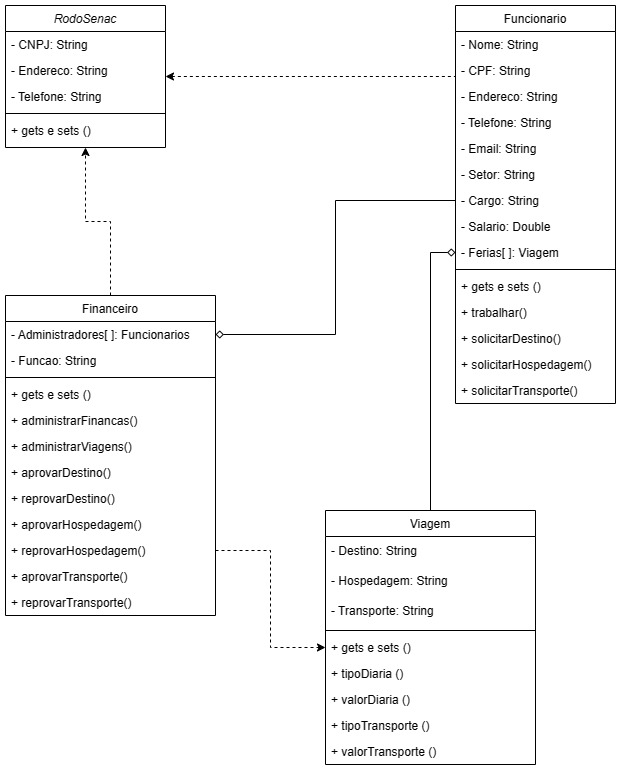 RodoSenac
- CNPJ: String
- Endereco: String
- Telefone: String
+ gets e sets ()
Funcionario
- Nome: String
- CPF: String
- Endereco: String
- Telefone: String
- Email: String
- Setor: String
- Cargo: String
- Salario: Double
- Ferias[ ]: Viagem
+ gets e sets ()
+ trabalhar()
+ solicitarDestino()
+ solicitarHospedagem()
+ solicitarTransporte()
Financeiro
- Administradores[ ]: Funcionarios
- Funcao: String
+ gets e sets ()
+ administrarFinancas()
+ administrarViagens()
+ aprovarDestino()
+ reprovarDestino()
+ aprovarHospedagem()
+ reprovarHospedagem()
+ aprovarTransporte()
+ reprovarTransporte()
Viagem
- Destino: String
- Hospedagem: String
- Transporte: String
+ gets e sets ()
+ tipoDiaria ()
+ valorDiaria ()
+ tipoTransporte ()
+ valorTransporte ()